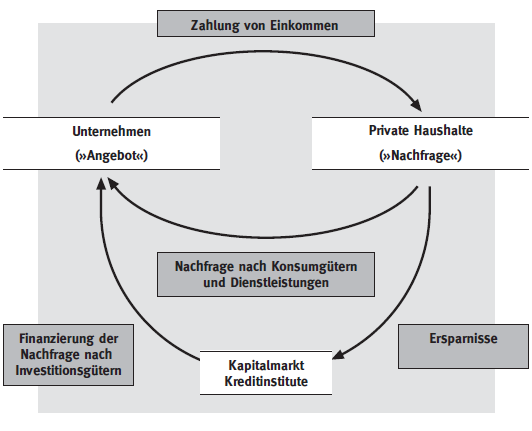 Zahlung von Einkommen
Unternehmen
(»Angebot«)
Private Haushalte
(»Nachfrage«)
Nachfrage nach Konsumgütern
und Dienstleistungen
Finanzierung der
Nachfrage nach
Investitionsgütern
Ersparnisse
Kapitalmarkt
Kreditinstitute